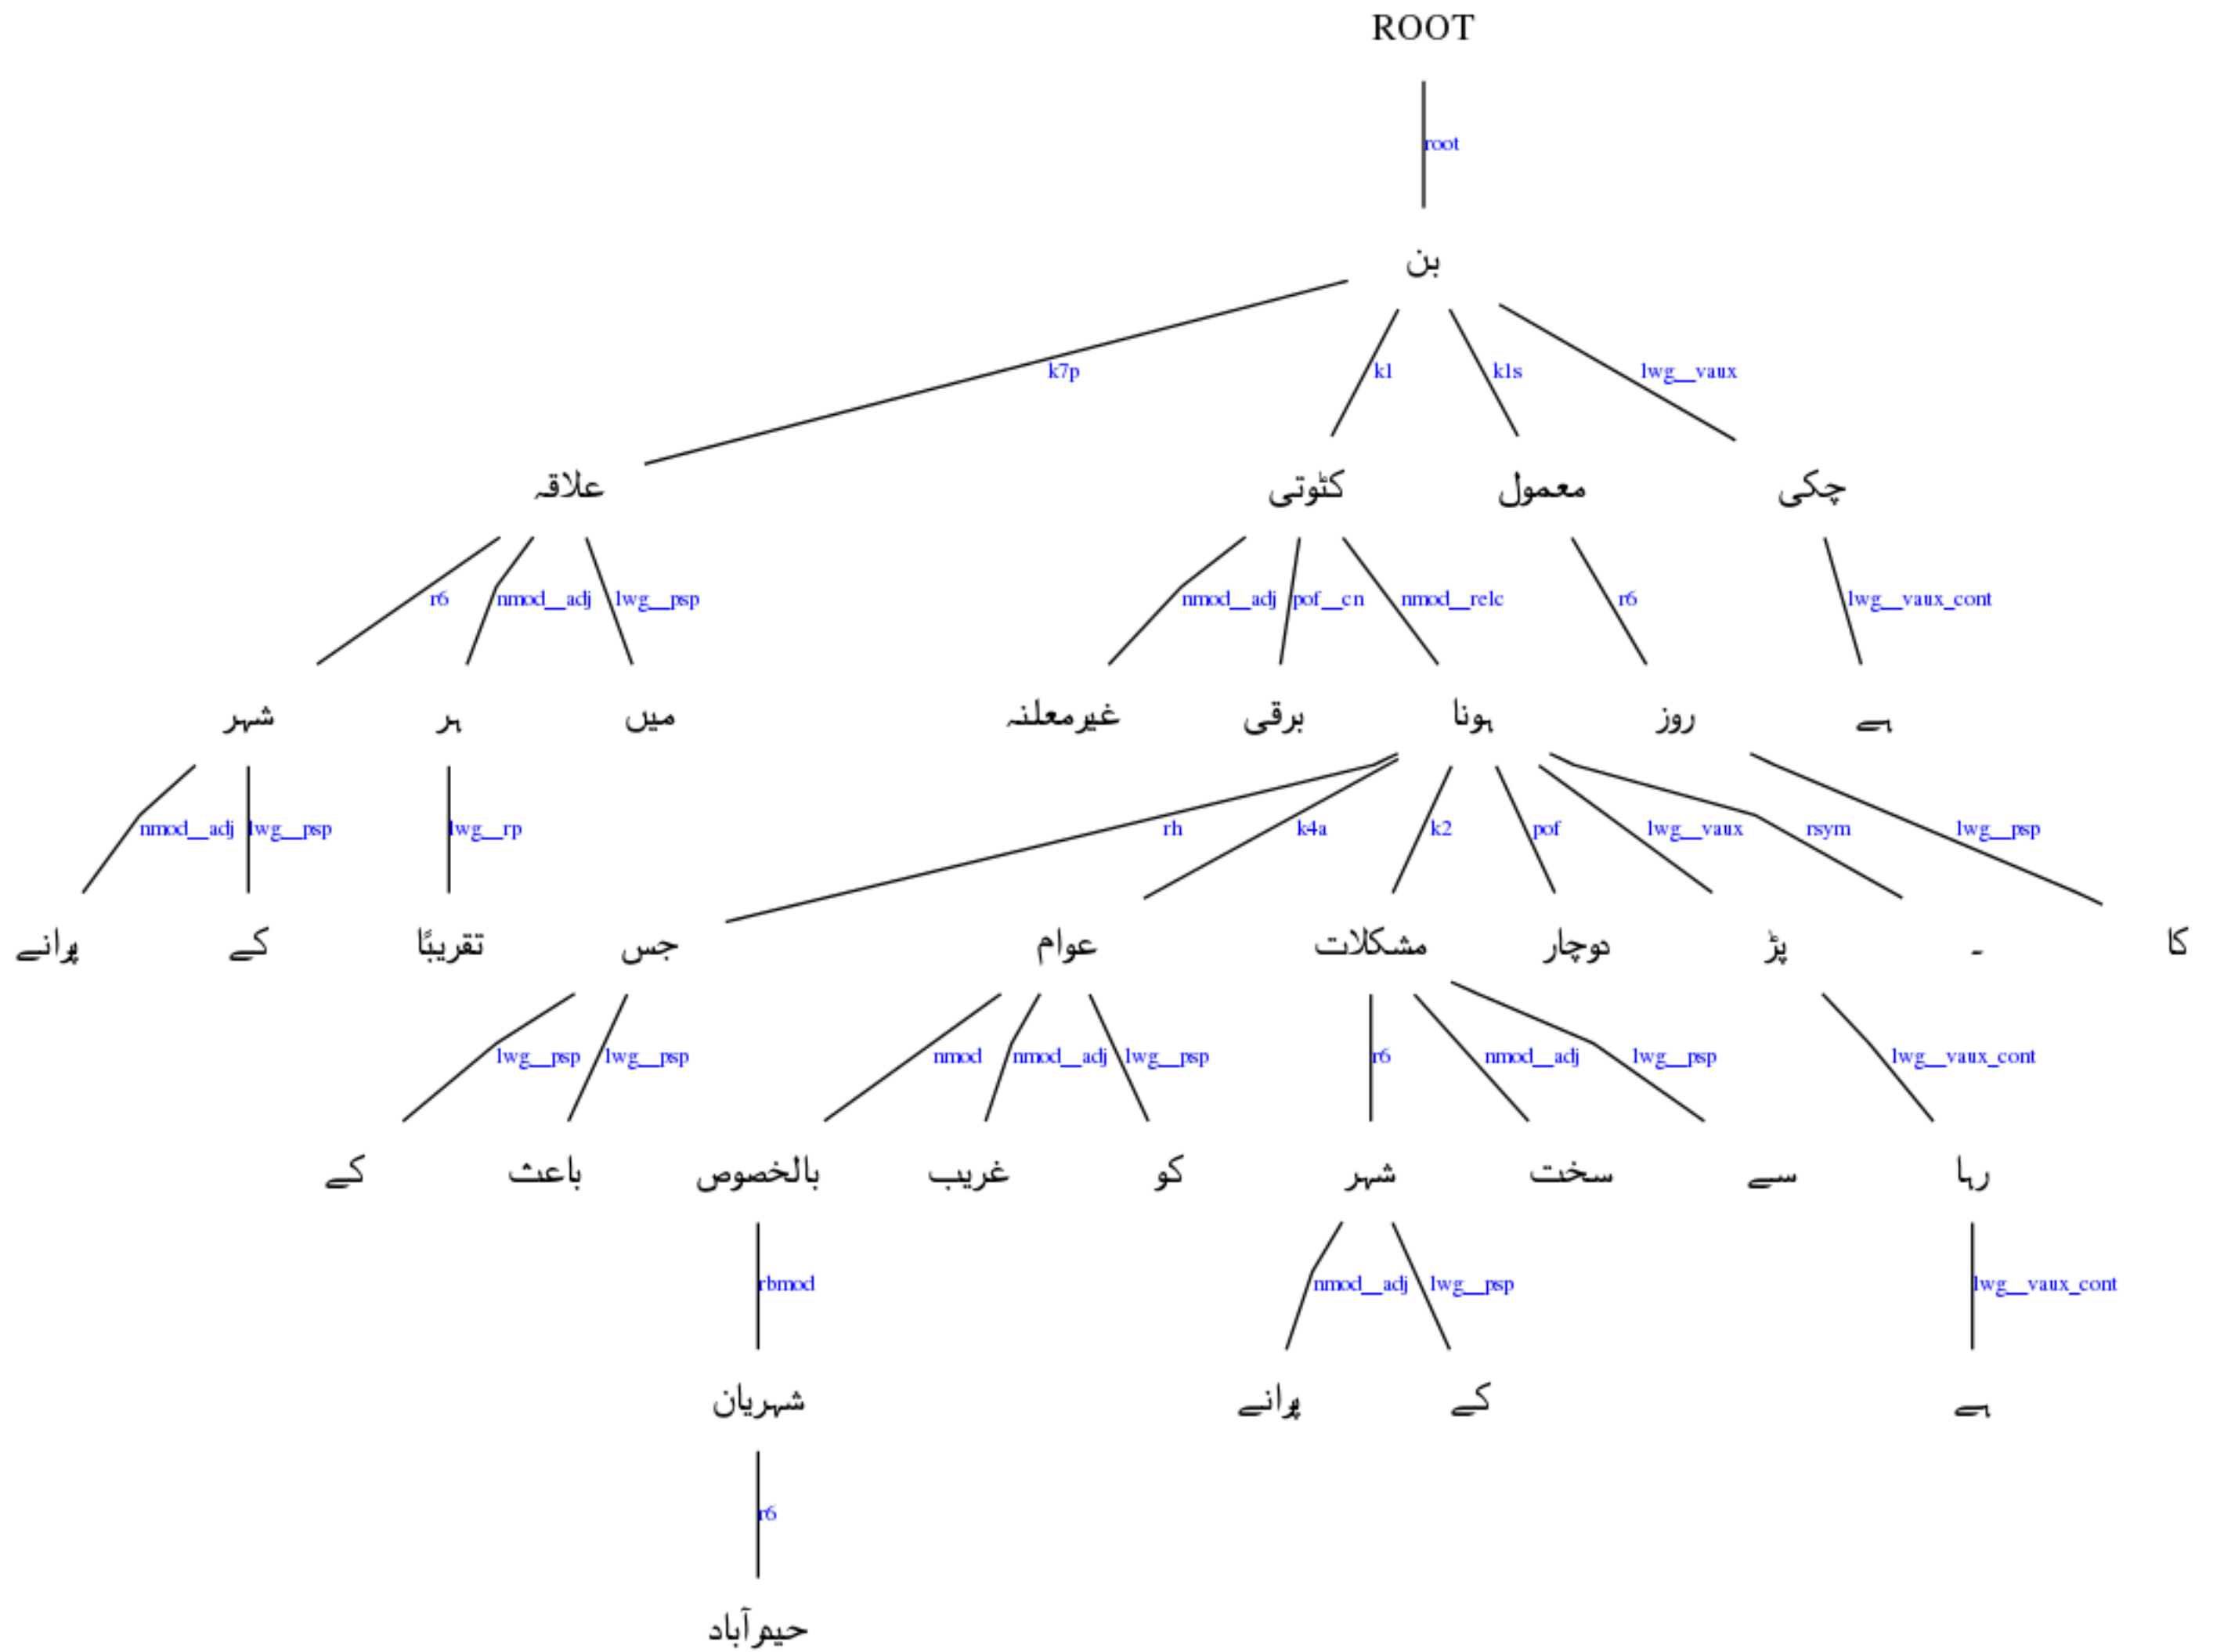 ROOT
root
بن
k7p k1 k1s lwg__vaux
علاقہ کٹوتی معمول چکی
r6 nmod__adj lwg__psp nmod__adj pof__cn nmod__relc r6 lwg__vaux_cont
شہر ہر میں غیرمعلنہ برقی ہونا روز ہے
nmod__adj lwg__psp lwg__rp rh k4a k2 pof lwg__vaux rsym lwg__psp
پرانے کے تقریبًا جس عوام مشکلات دوچار پڑ ۔ کا
lwg__psp lwg__psp nmod nmod__adj lwg__psp r6 nmod__adj lwg__psp lwg__vaux_cont
کے باعث بالخصوص غریب کو شہر سخت سے رہا
rbmod nmod__adj lwg__psp lwg__vaux_cont
شہریان پرانے کے ہے
r6